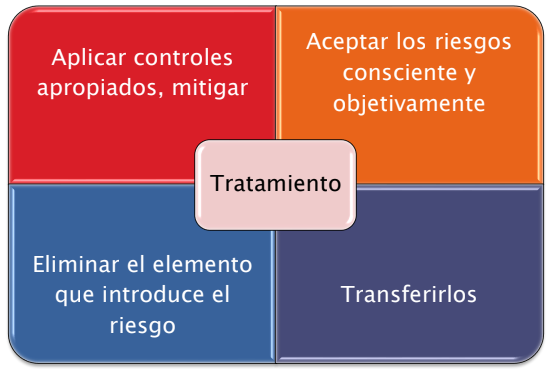 Aplicar controles
apropiados, mitigar
Aceptar los riesgos
consciente y
objetivamente
Tratamiento
Eliminar el elemento
que introduce el
riesgo
Transferirlos